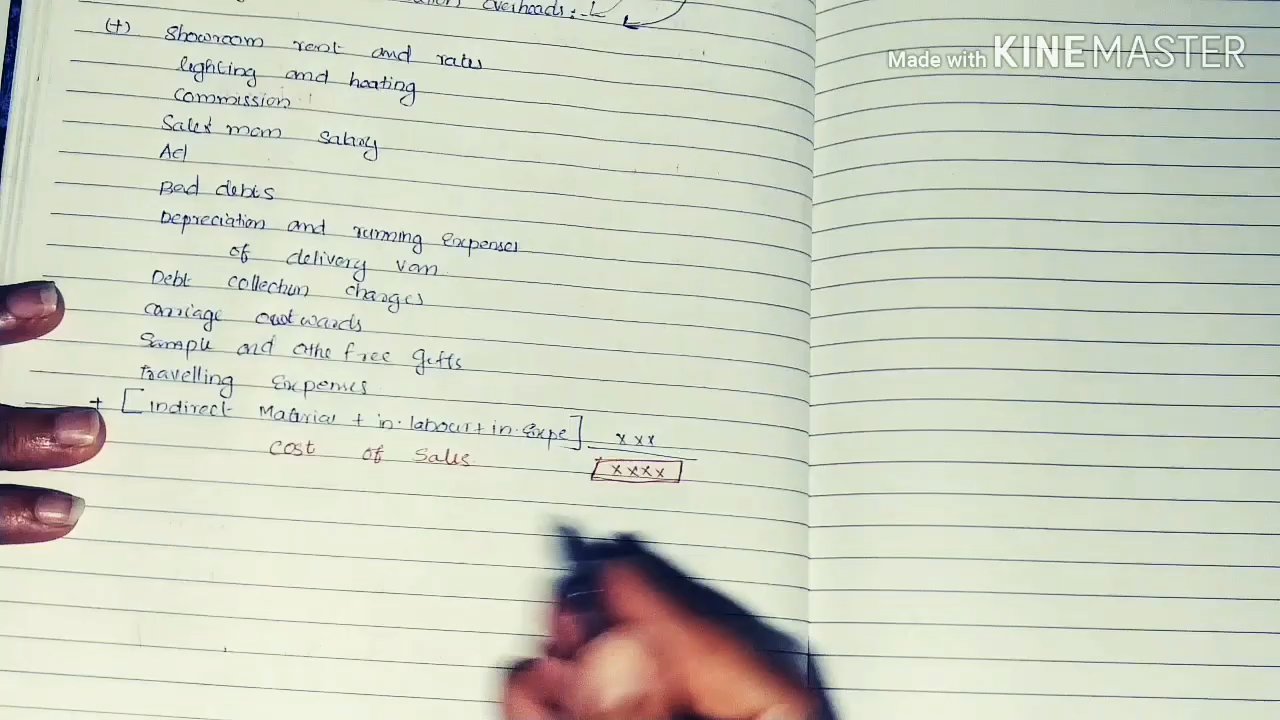 overheads:-
(+) Showroom rent and rates
lighting and heating
commission
Sales mam salary
Ad
Bad debts
Depreciation and running Expenses
of delivery van
Debt collection charges
carriage outwards
Sample and othe free gifts
travelling Expenses
+ [indirect Material + in.labour + in.Expe] xxx
cost of Sales xxxx
Made with KINEMASTER